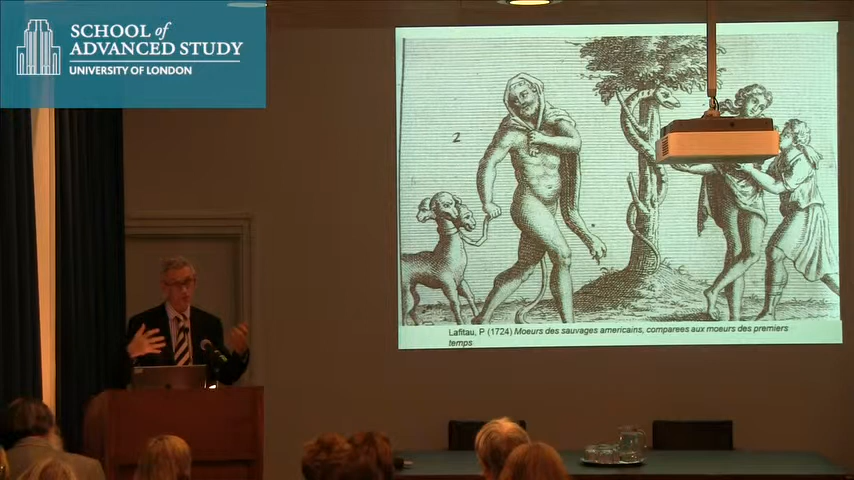 SCHOOL of
ADVANCED STUDY
UNIVERSITY OF LONDON
2
Lafitau, P (1724) Moeurs des sauvages americains, comparees aux moeurs des premiers
temps